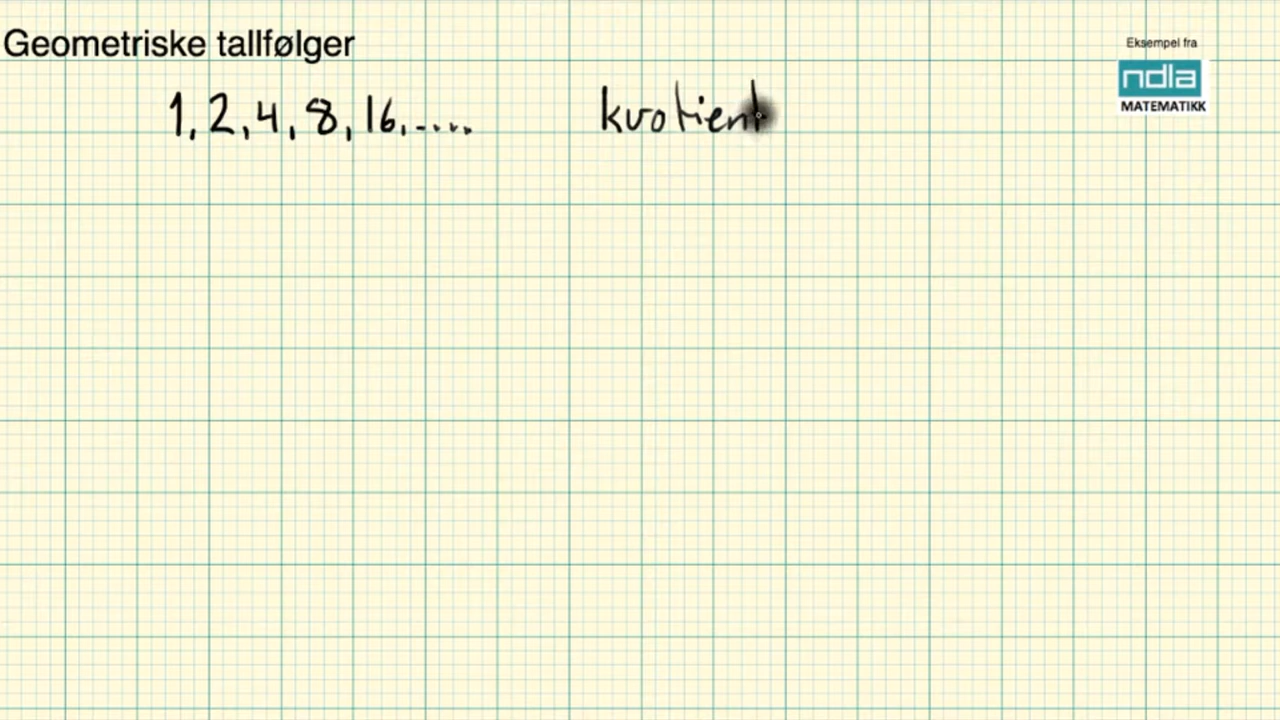 Geometriske tallfølger
Eksempel fra
ndla
MATEMATIKK
1, 2, 4, 8, 16, .....
kvotient